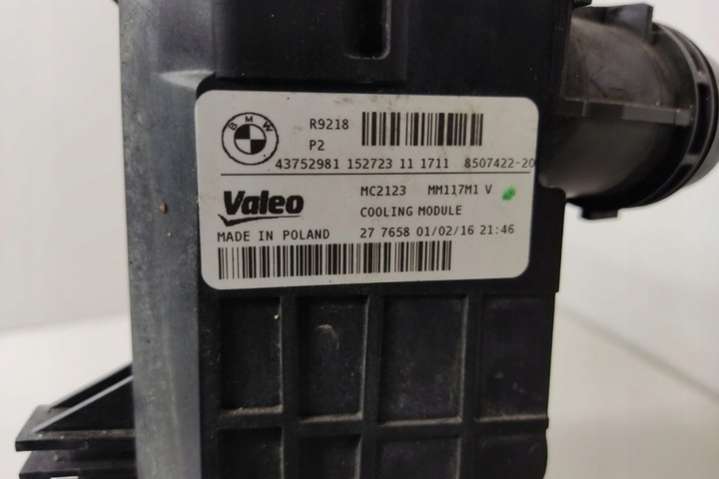 BMW
R9218
P2
43752981 152723 11 1711 8507422-20
Valeo
MC2123 MM117M1 V
COOLING MODULE
MADE IN POLAND
27 7658 01/02/16 21:46